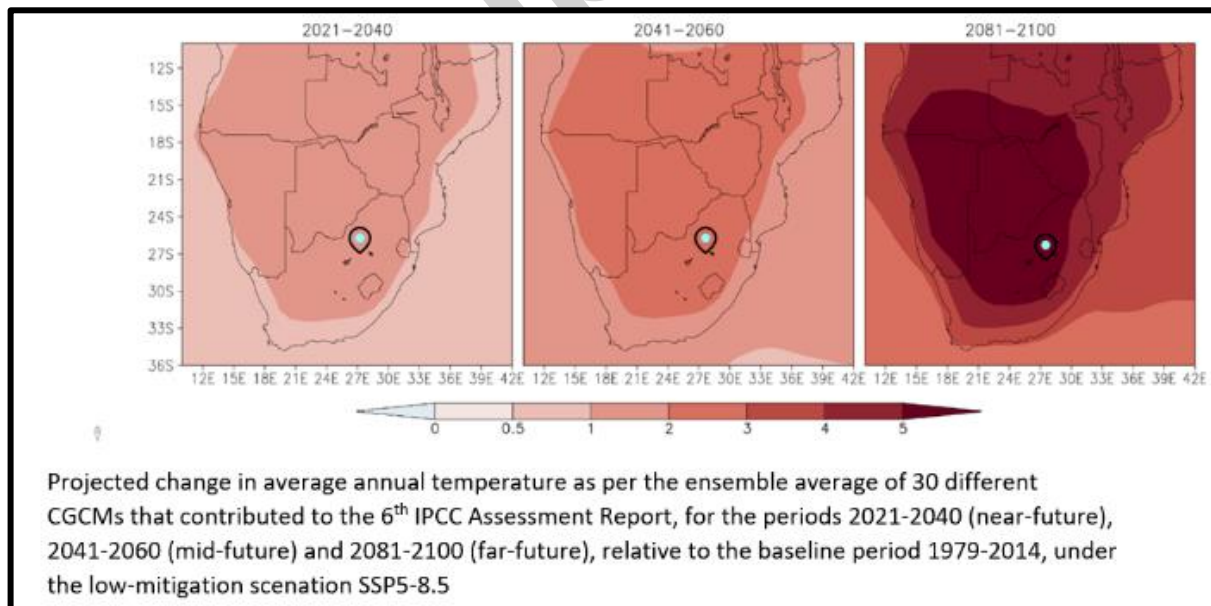 2021−2040 2041−2060 2081−2100
12S
15S
18S
21S
24S
27S
30S
33S
36S
12E 15E 18E 21E 24E 27E 30E 33E 36E 39E 42E 12E 15E 18E 21E 24E 27E 30E 33E 36E 39E 42E 12E 15E 18E 21E 24E 27E 30E 33E 36E 39E 42E
0 0.5 1 2 3 4 5
Projected change in average annual temperature as per the ensemble average of 30 different
CGCMs that contributed to the 6th IPCC Assessment Report, for the periods 2021-2040 (near-future),
2041-2060 (mid-future) and 2081-2100 (far-future), relative to the baseline period 1979-2014, under
the low-mitigation scenation SSP5-8.5